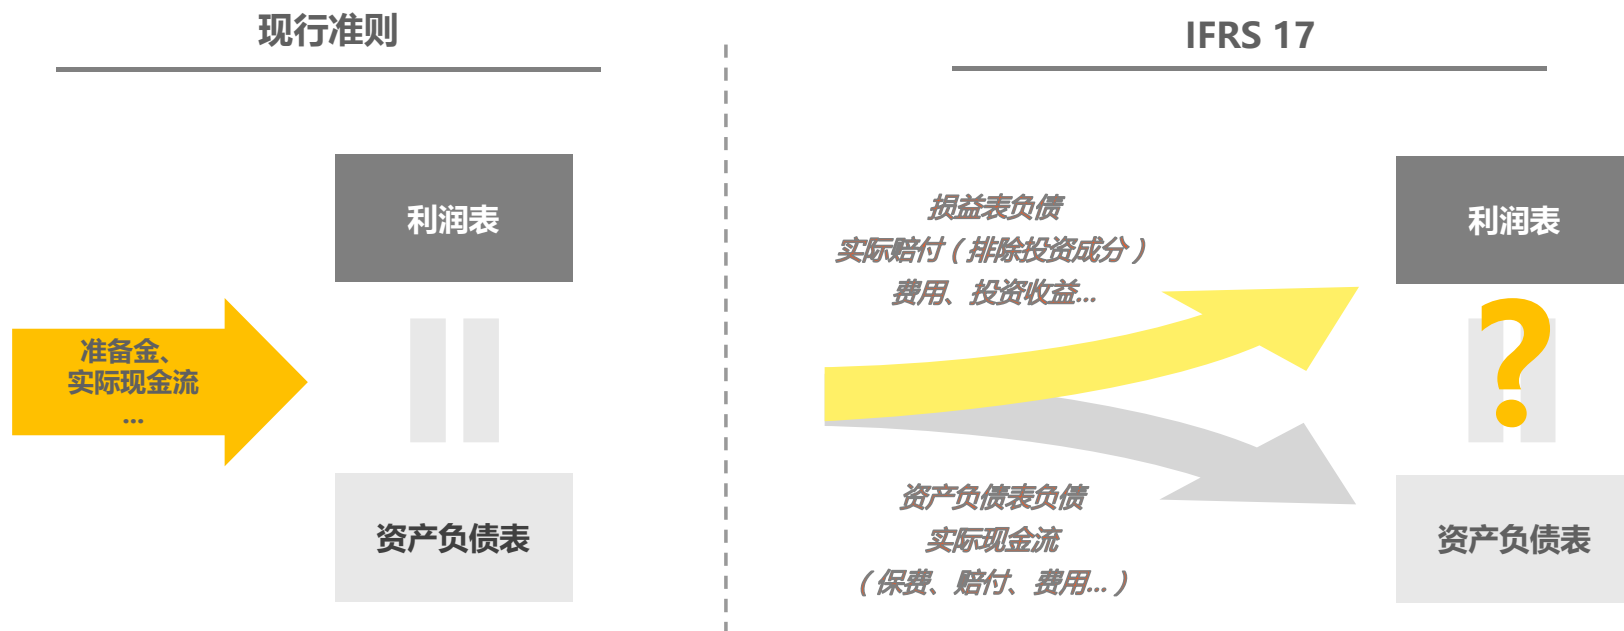 现行准则
利润表
准备金、
实际现金流
...
资产负债表
IFRS 17
损益表负债
实际赔付（排除投资成分）
费用、投资收益...
利润表
?
资产负债表负债
实际现金流
（保费、赔付、费用...）
资产负债表